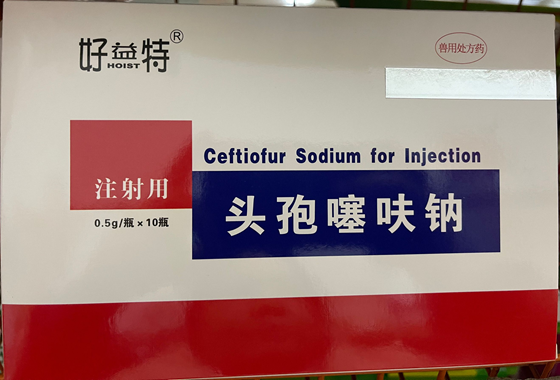 好益特®
HOIST
兽用处方药
Ceftiofur Sodium for Injection
注射用
头孢噻呋钠
0.5g/瓶×10瓶